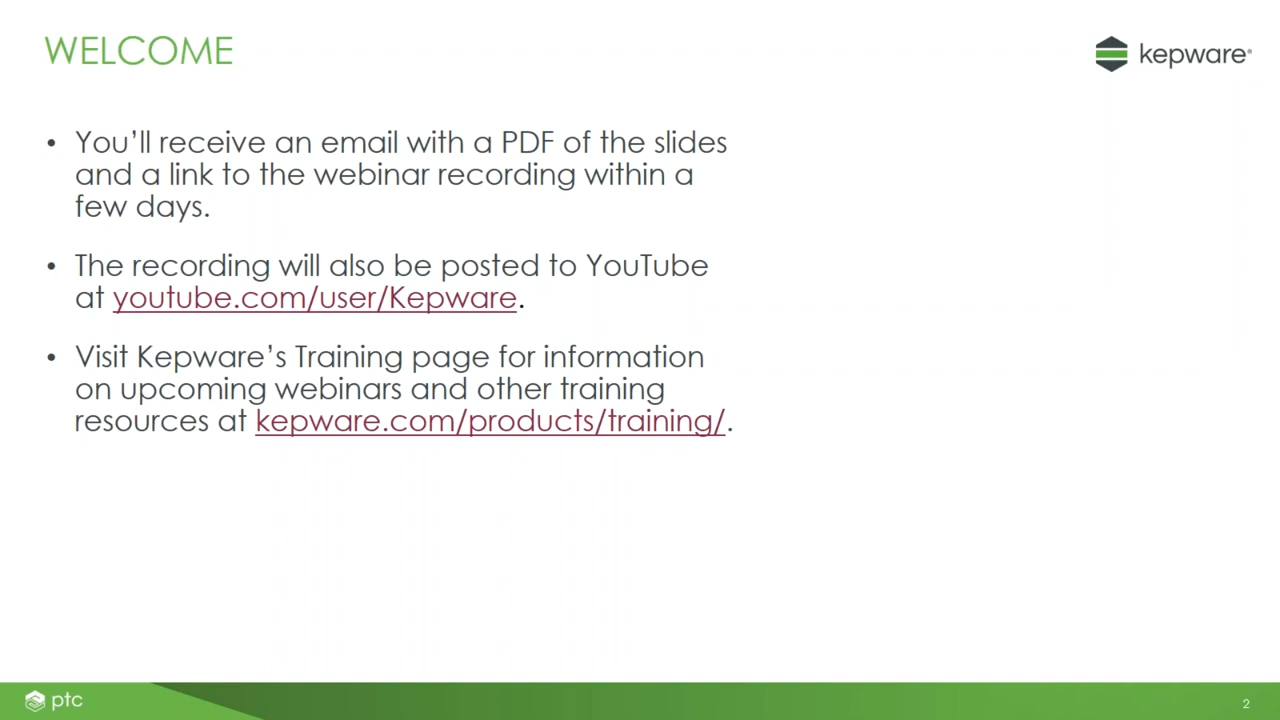 WELCOME
kepware®
• You’ll receive an email with a PDF of the slides
and a link to the webinar recording within a
few days.
• The recording will also be posted to YouTube
at youtube.com/user/Kepware.
• Visit Kepware’s Training page for information
on upcoming webinars and other training
resources at kepware.com/products/training/.
ptc
2